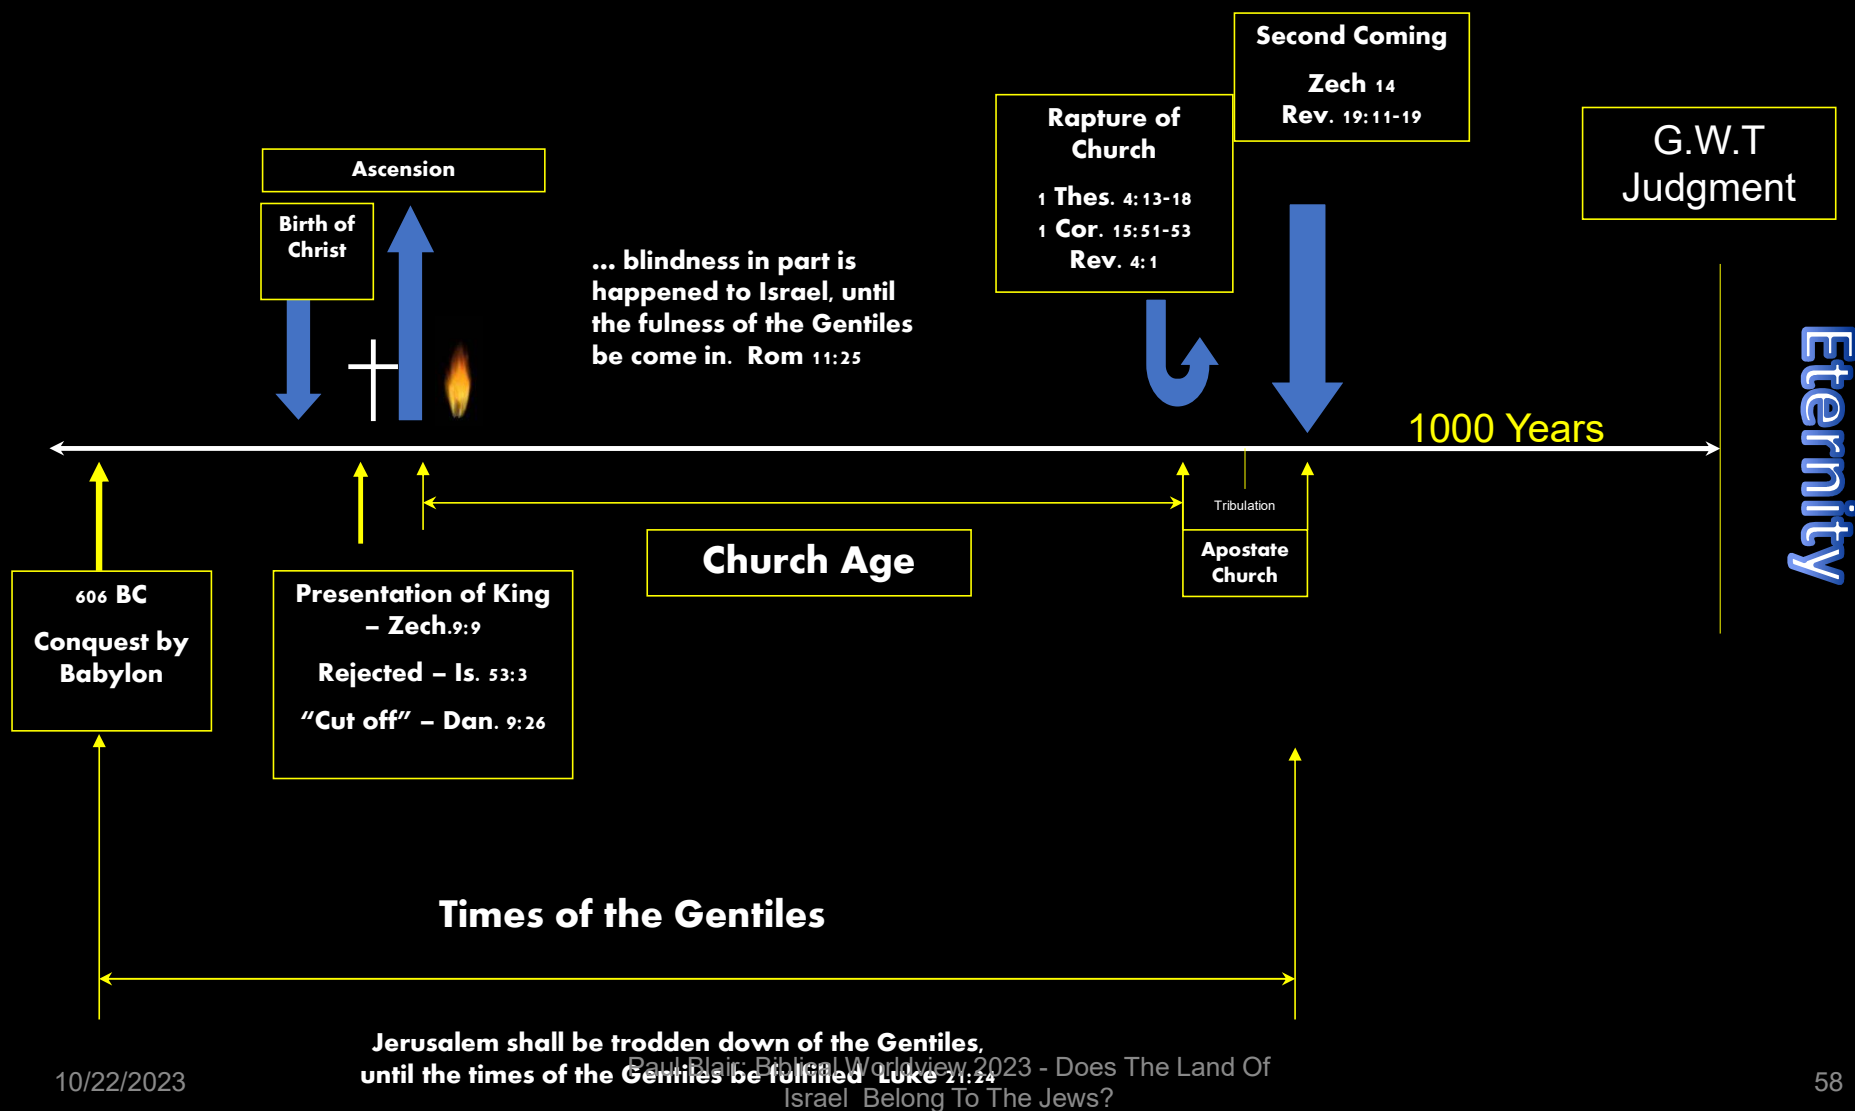 Second Coming
Zech 14
Rev. 19:11-19
Rapture of
Church
1 Thes. 4:13-18
1 Cor. 15:51-53
Rev. 4:1
G.W.T
Judgment
Ascension
Birth of
Christ
... blindness in part is
happened to Israel, until
the fulness of the Gentiles
be come in. Rom 11:25
1000 Years
Eternity
Tribulation
Apostate
Church
Church Age
606 BC
Conquest by
Babylon
Presentation of King
– Zech.9:9
Rejected – Is. 53:3
“Cut off” – Dan. 9:26
Times of the Gentiles
Jerusalem shall be trodden down of the Gentiles,
until the times of the Gentiles be fulfilled Luke 21:24
10/22/2023
Paul Blair: Biblical Worldview 2023 - Does The Land Of
Israel Belong To The Jews?
58